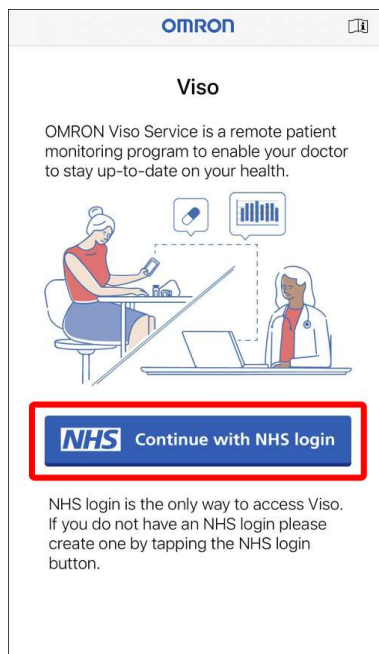 OMRON
Viso
OMRON Viso Service is a remote patient
monitoring program to enable your doctor
to stay up-to-date on your health.
NHS Continue with NHS login
NHS login is the only way to access Viso.
If you do not have an NHS login please
create one by tapping the NHS login
button.